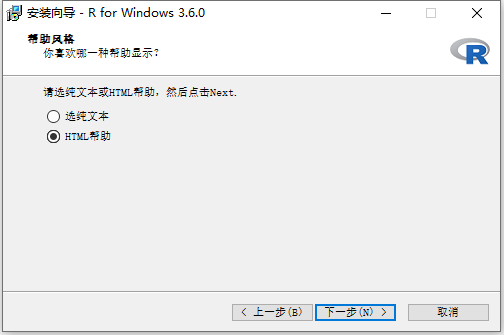 安装向导 - R for Windows 3.6.0
帮助风格
你喜欢哪一种帮助显示?
R
请选纯文本或HTML帮助，然后点击Next.
选纯文本
HTML帮助
< 上一步(B)
下一步(N) >
取消